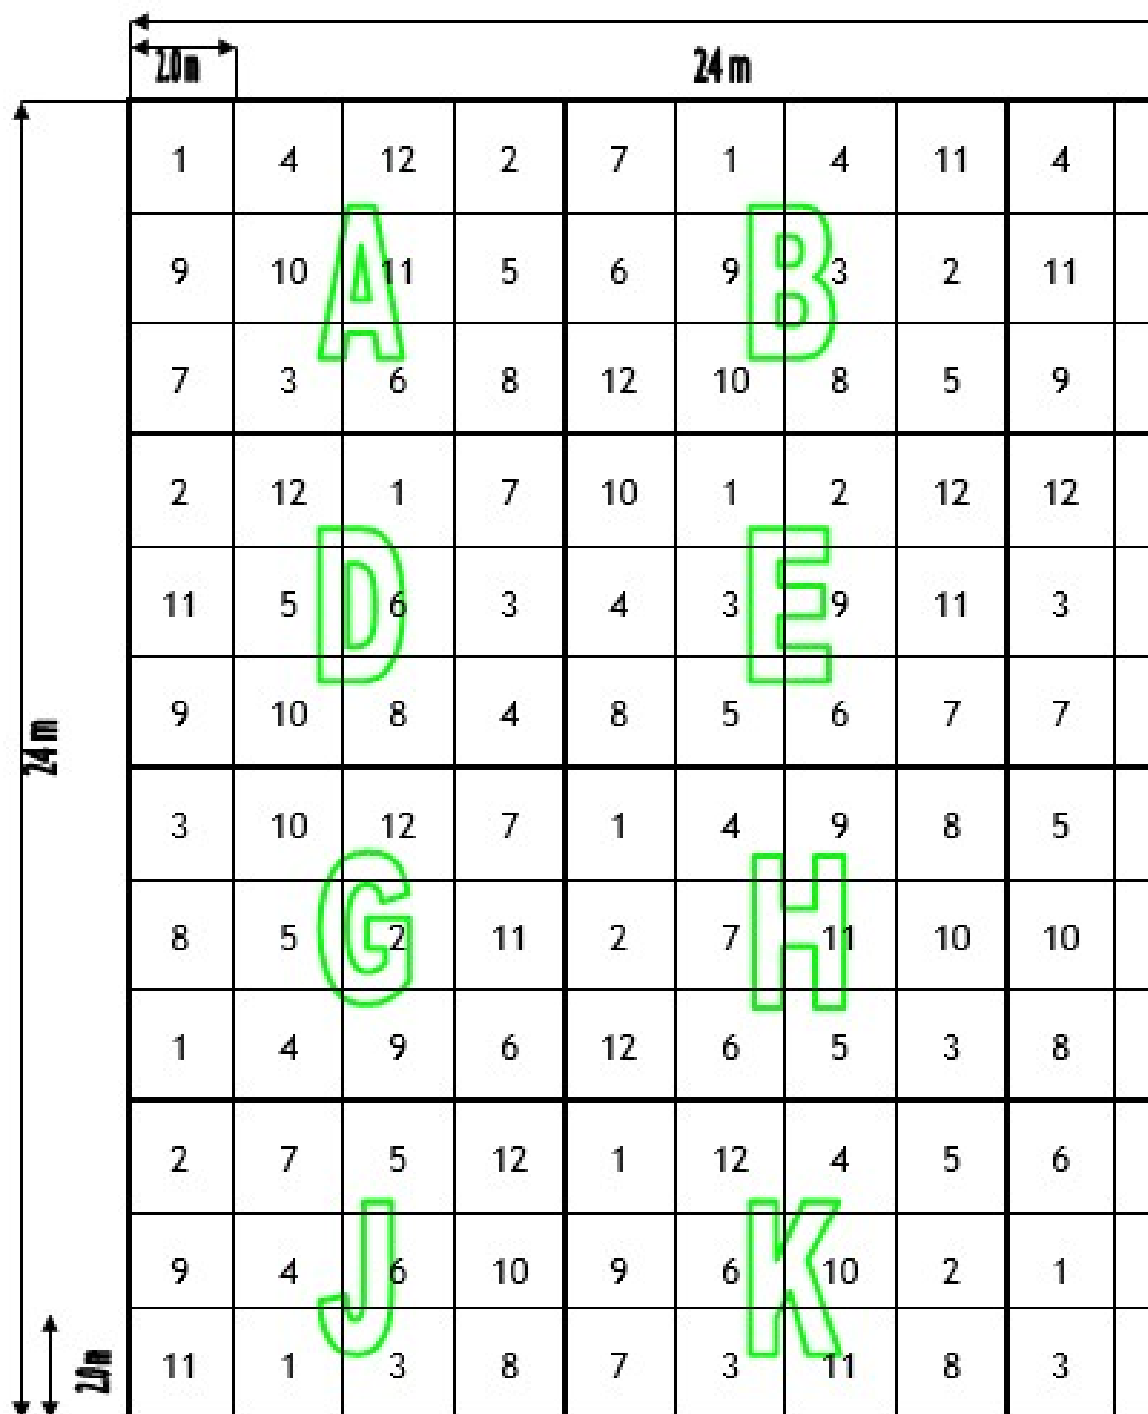 24 m
2.0 m
1 4 12 2 7 1 4 11 4
A B
9 10 11 5 6 9 3 2 11
7 3 6 8 12 10 8 5 9
2 12 1 7 10 1 2 12 12
D E
11 5 6 3 4 3 9 11 3
9 10 8 4 8 5 6 7 7
24 m
3 10 12 7 1 4 9 8 5
G H
8 5 2 11 2 7 11 10 10
1 4 9 6 12 6 5 3 8
2 7 5 12 1 12 4 5 6
J K
9 4 6 10 9 6 10 2 1
2.0 m
11 1 3 8 7 3 11 8 3